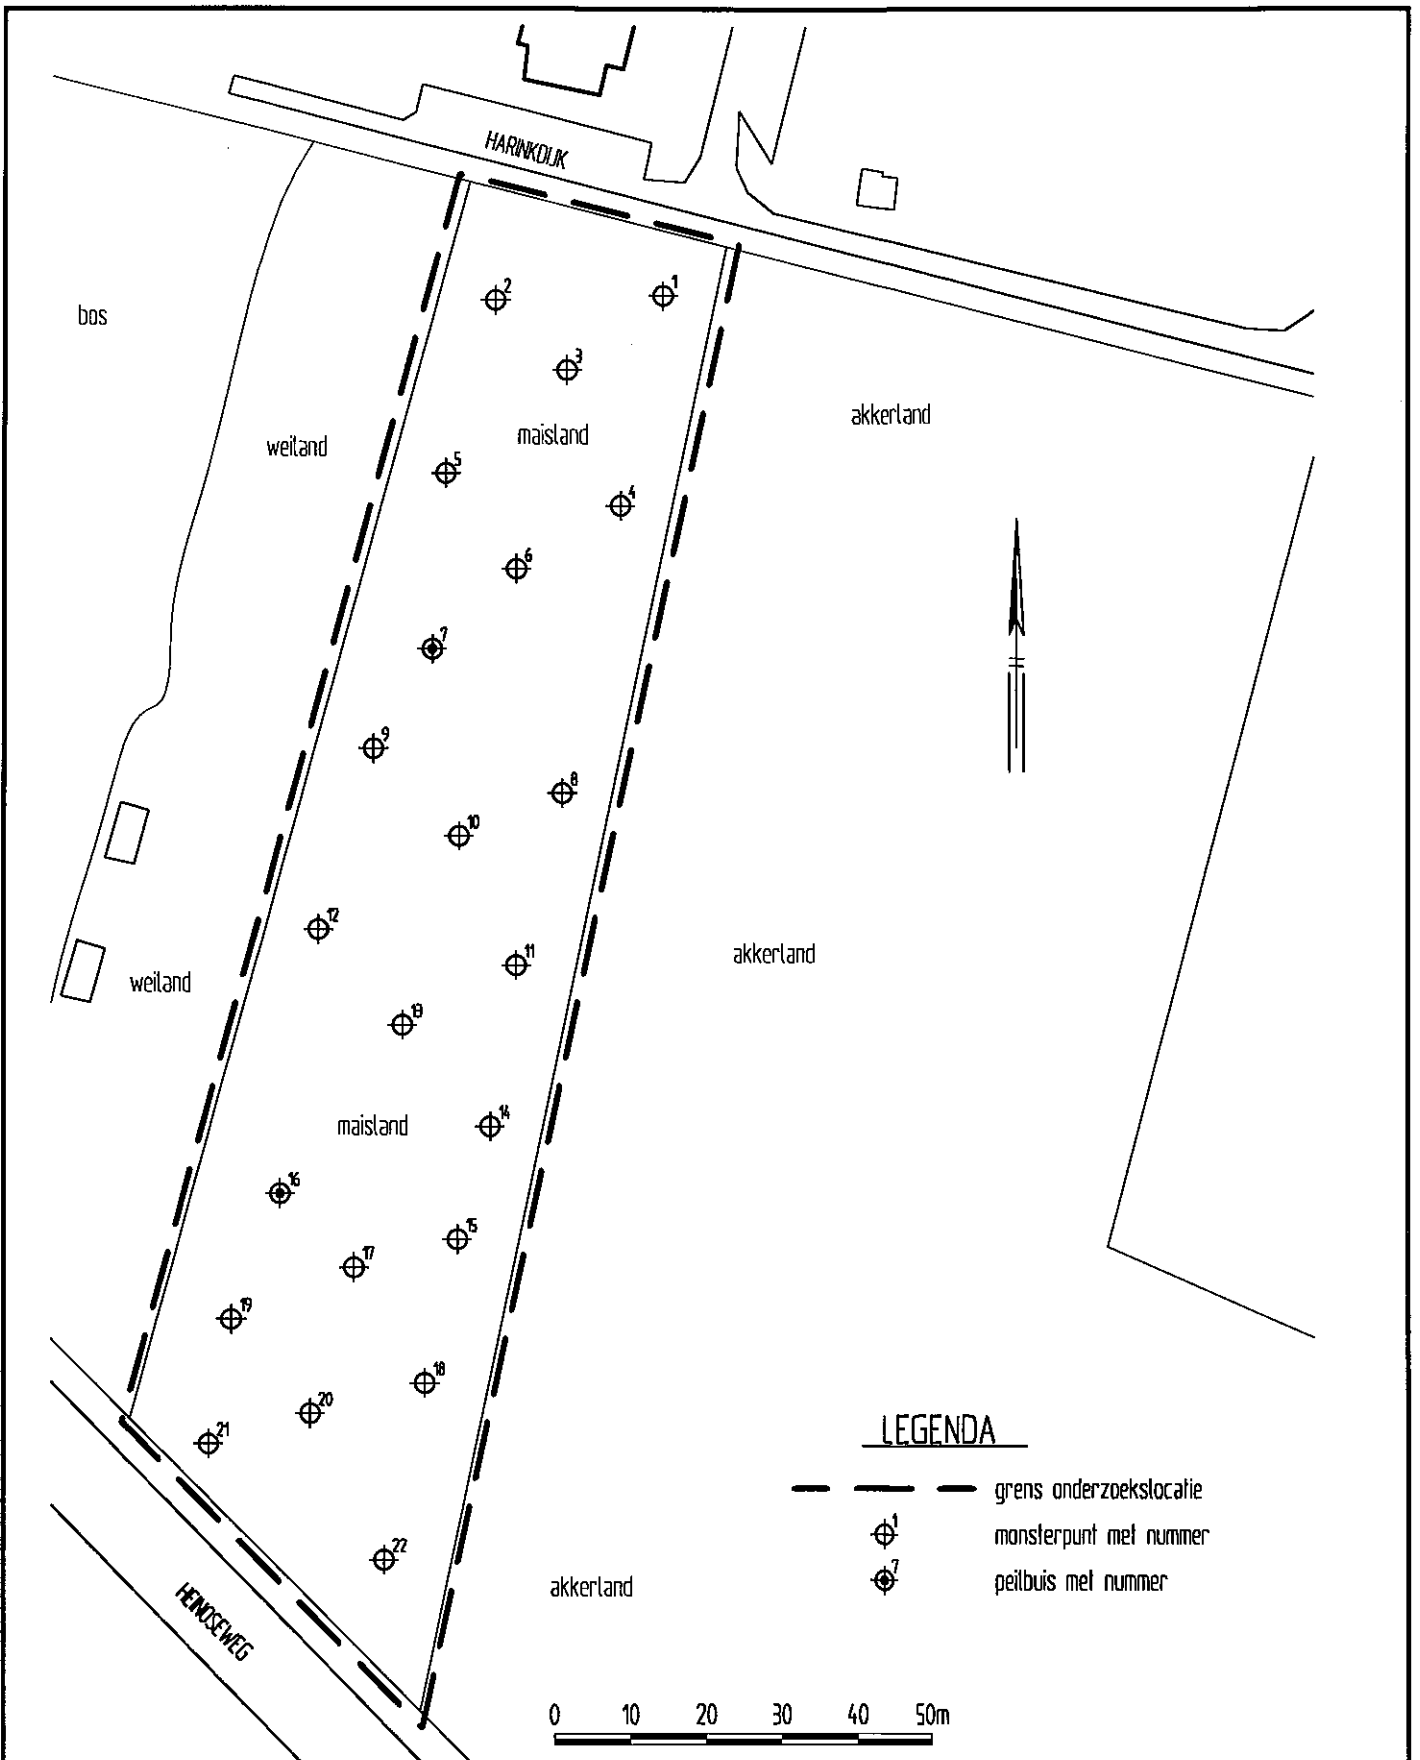 HARINKDIJK
2
1
bos
3
akkerland
maisland
weiland
5
4
6
7
9
8
10
12
11
akkerland
weiland
13
maisland
14
16
15
17
19
18
20
LEGENDA
21
grens onderzoekslocatie
1
monsterpunt met nummer
22
7
peilbuis met nummer
akkerland
HEINOSEWEG
0 10 20 30 40 50m